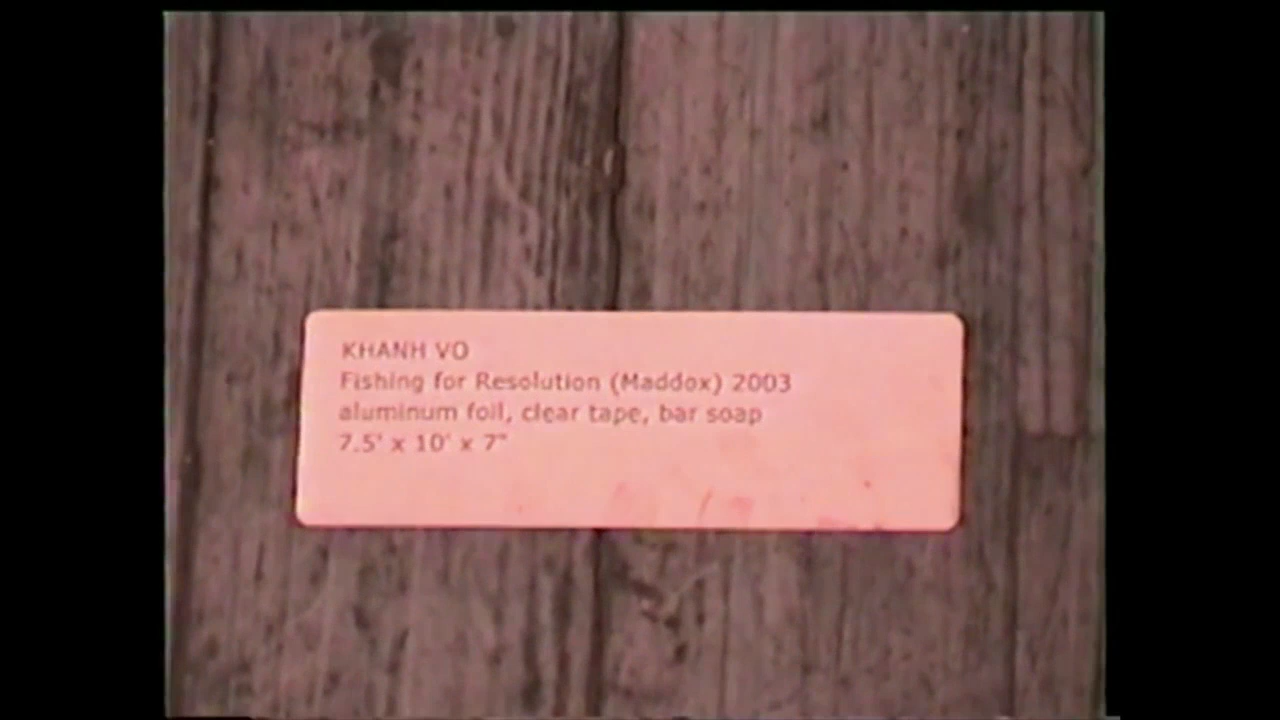 KHANH VO
Fishing for Resolution (Maddox) 2003
aluminum foil, clear tape, bar soap
7.5' x 10' x 7"